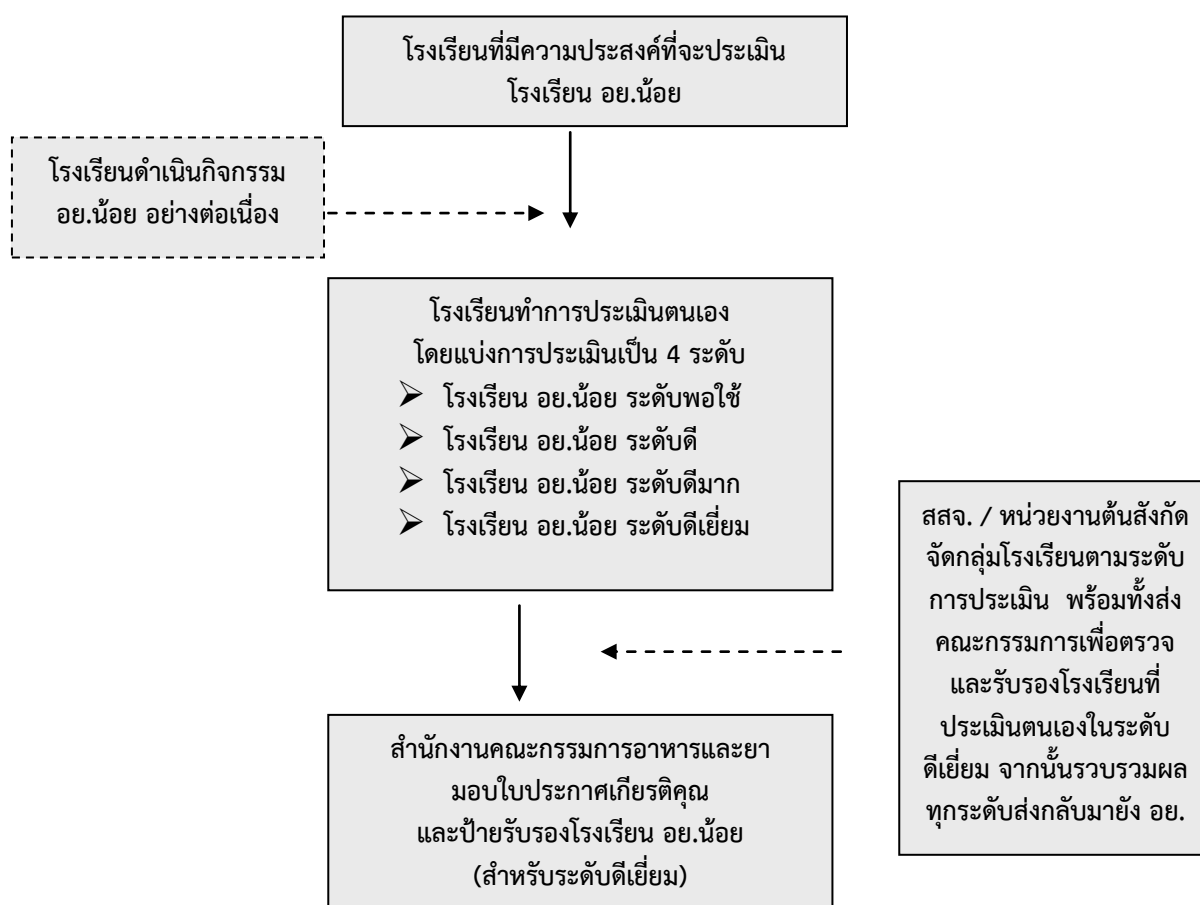 โรงเรียนที่มีความประสงค์ที่จะประเมิน
โรงเรียน อย.น้อย
โรงเรียนดำเนินกิจกรรม
อย.น้อย อย่างต่อเนื่อง
โรงเรียนทำการประเมินตนเอง
โดยแบ่งการประเมินเป็น 4 ระดับ
➢ โรงเรียน อย.น้อย ระดับพอใช้
➢ โรงเรียน อย.น้อย ระดับดี
➢ โรงเรียน อย.น้อย ระดับดีมาก
➢ โรงเรียน อย.น้อย ระดับดีเยี่ยม
สสจ. / หน่วยงานต้นสังกัด
จัดกลุ่มโรงเรียนตามระดับ
การประเมิน พร้อมทั้งส่ง
คณะกรรมการเพื่อตรวจ
และรับรองโรงเรียนที่
ประเมินตนเองในระดับ
ดีเยี่ยม จากนั้นรวบรวมผล
ทุกระดับส่งกลับมายัง อย.
สำนักงานคณะกรรมการอาหารและยา
มอบใบประกาศเกียรติคุณ
และป้ายรับรองโรงเรียน อย.น้อย
(สำหรับระดับดีเยี่ยม)